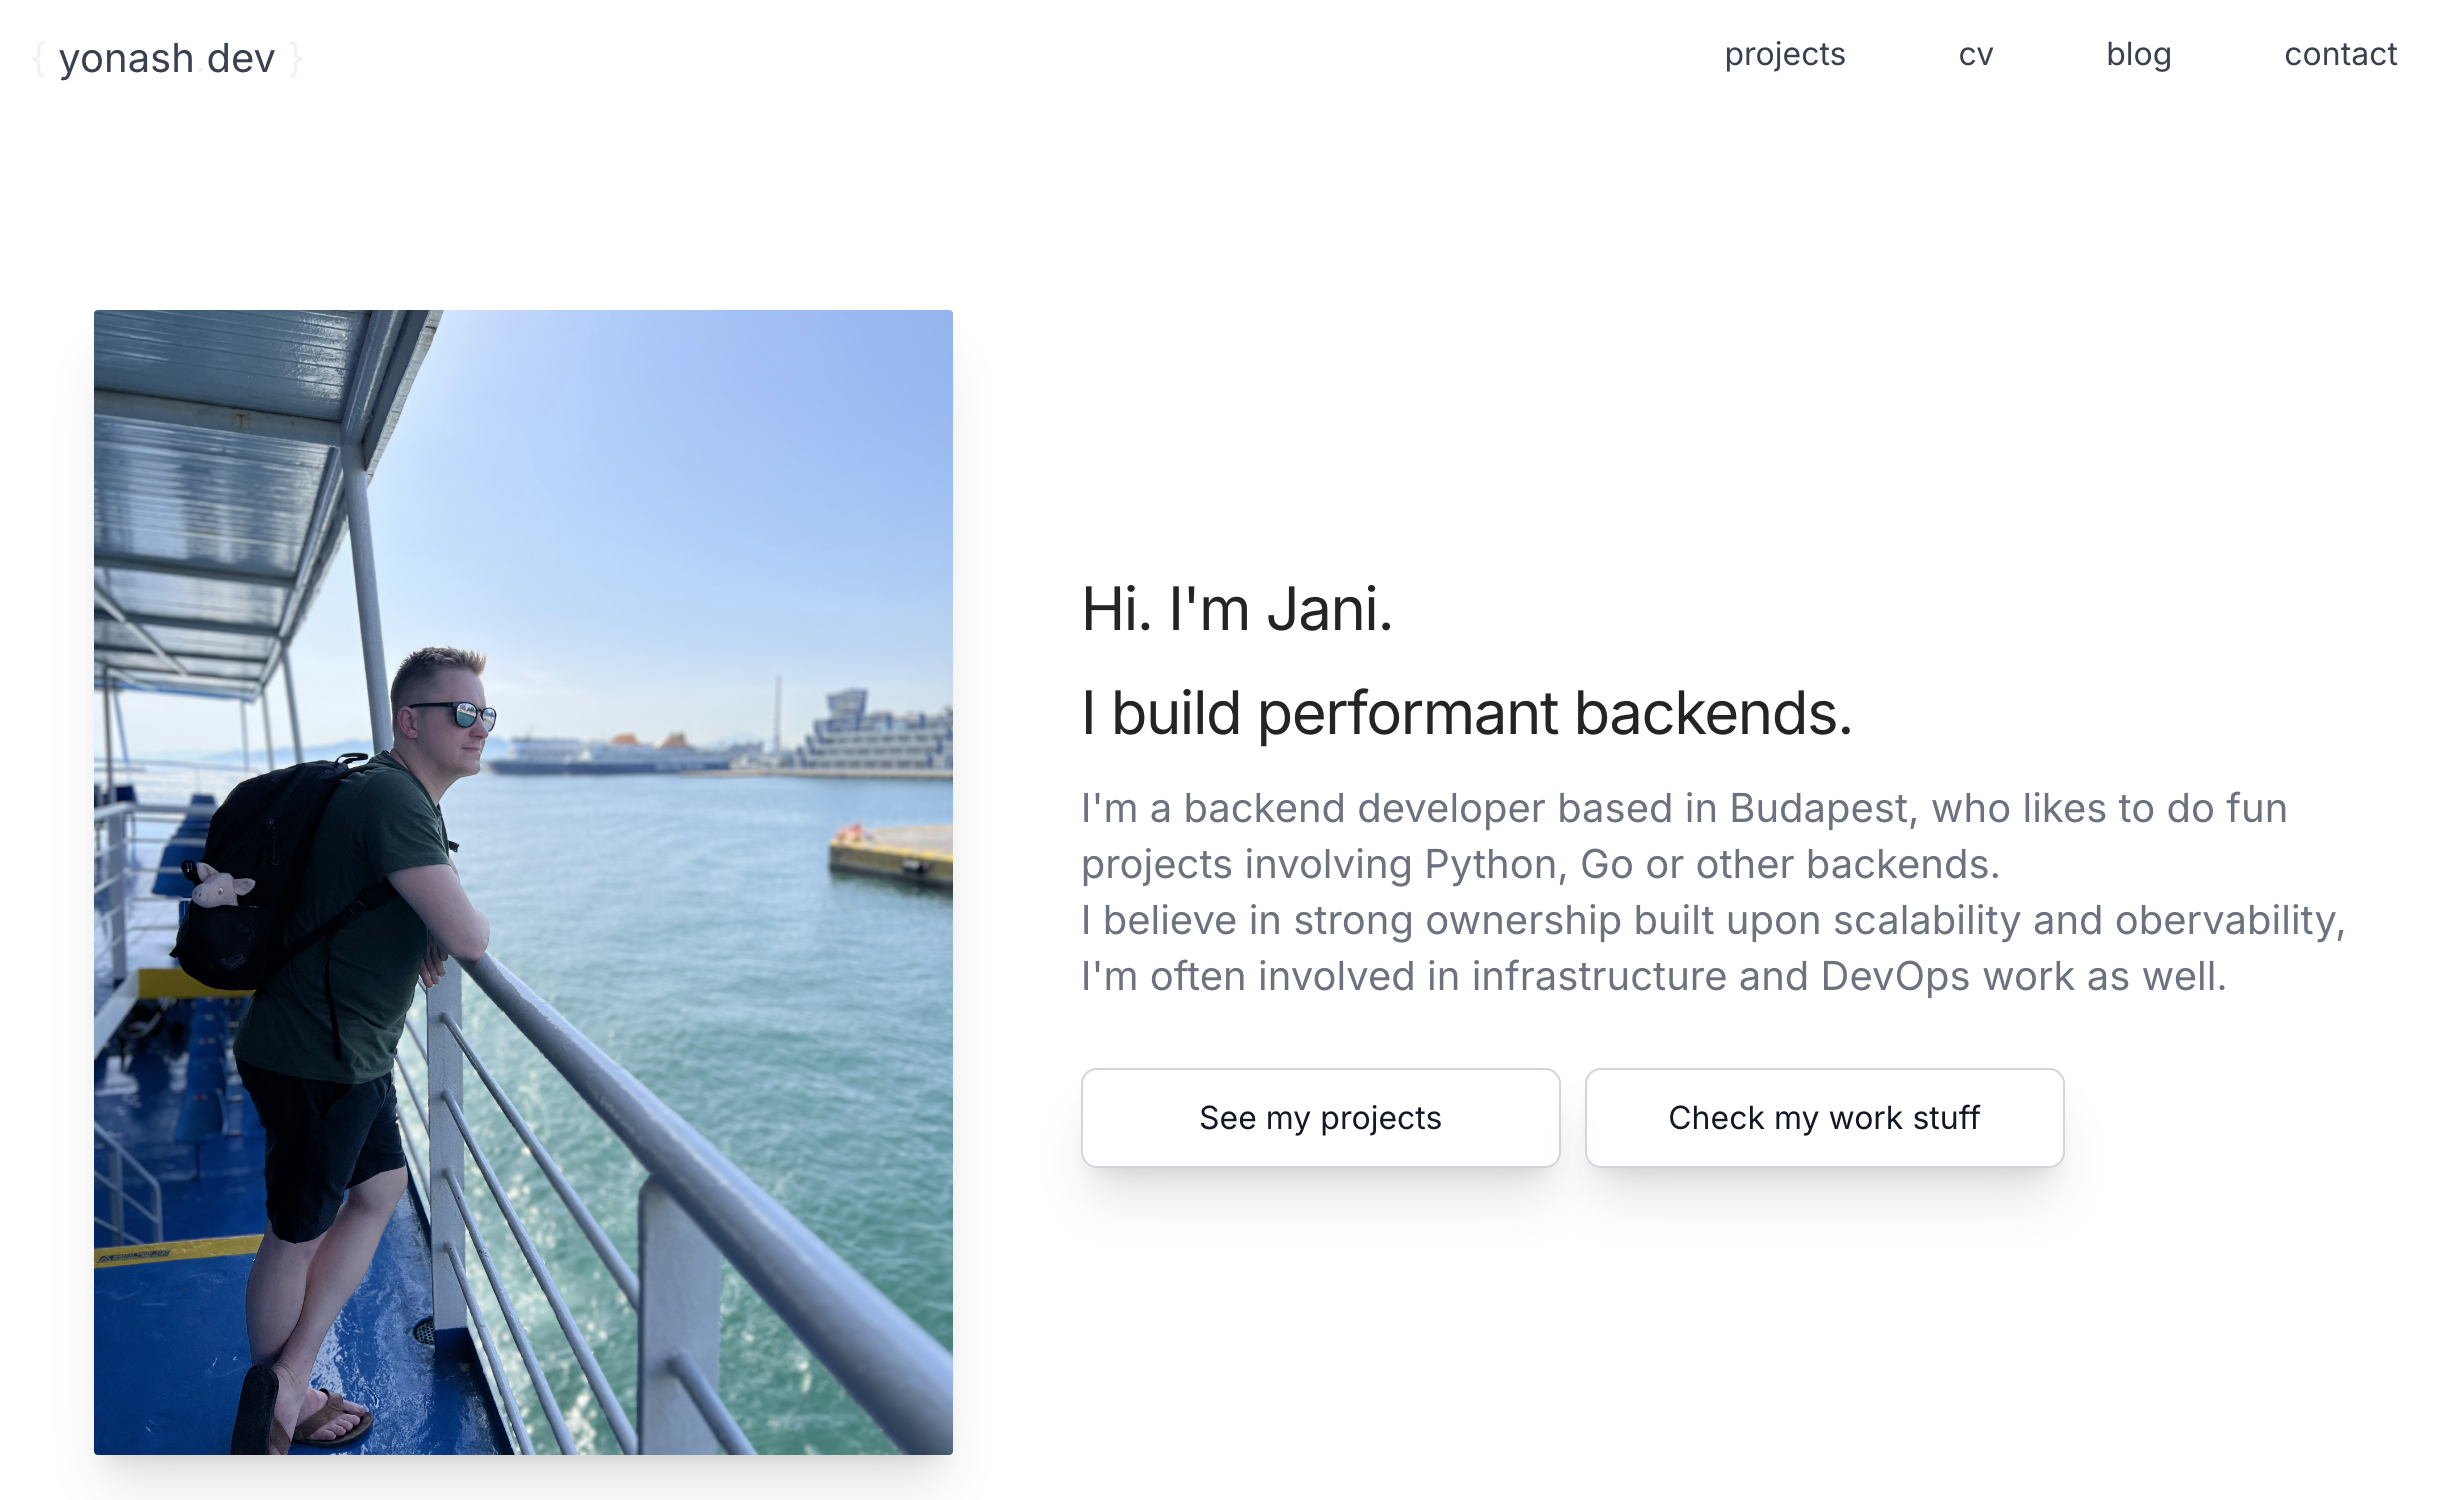 { yonash.dev }
projects cv blog contact
Hi. I'm Jani.
I build performant backends.
I'm a backend developer based in Budapest, who likes to do fun
projects involving Python, Go or other backends.
I believe in strong ownership built upon scalability and obervability,
I'm often involved in infrastructure and DevOps work as well.
See my projects
Check my work stuff